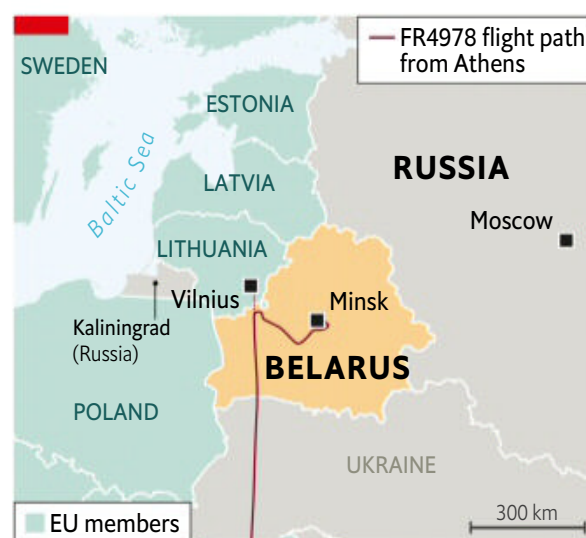 FR4978 flight path
from Athens
SWEDEN
ESTONIA
RUSSIA
Baltic Sea
LATVIA
Moscow
LITHUANIA
Vilnius
Minsk
Kaliningrad
(Russia)
BELARUS
POLAND
UKRAINE
300 km
EU members